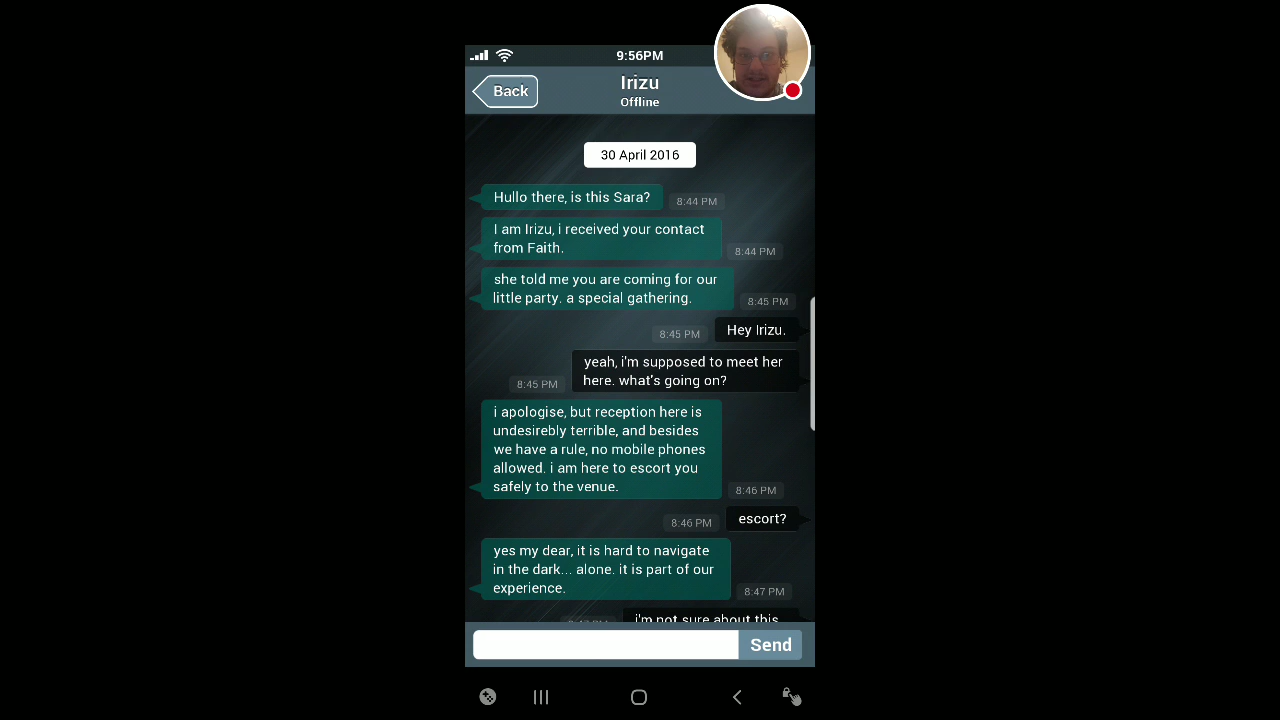 9:56PM
Back
Irizu
Offline
30 April 2016
Hullo there, is this Sara?
8:44 PM
I am Irizu, i received your contact
from Faith.
8:44 PM
she told me you are coming for our
little party. a special gathering.
8:45 PM
Hey Irizu.
8:45 PM
yeah, i'm supposed to meet her
here. what's going on?
8:45 PM
i apologise, but reception here is
undesirebly terrible, and besides
we have a rule, no mobile phones
allowed. i am here to escort you
safely to the venue.
8:46 PM
escort?
8:46 PM
yes my dear, it is hard to navigate
in the dark... alone. it is part of our
experience.
8:47 PM
i'm not sure about this
Send